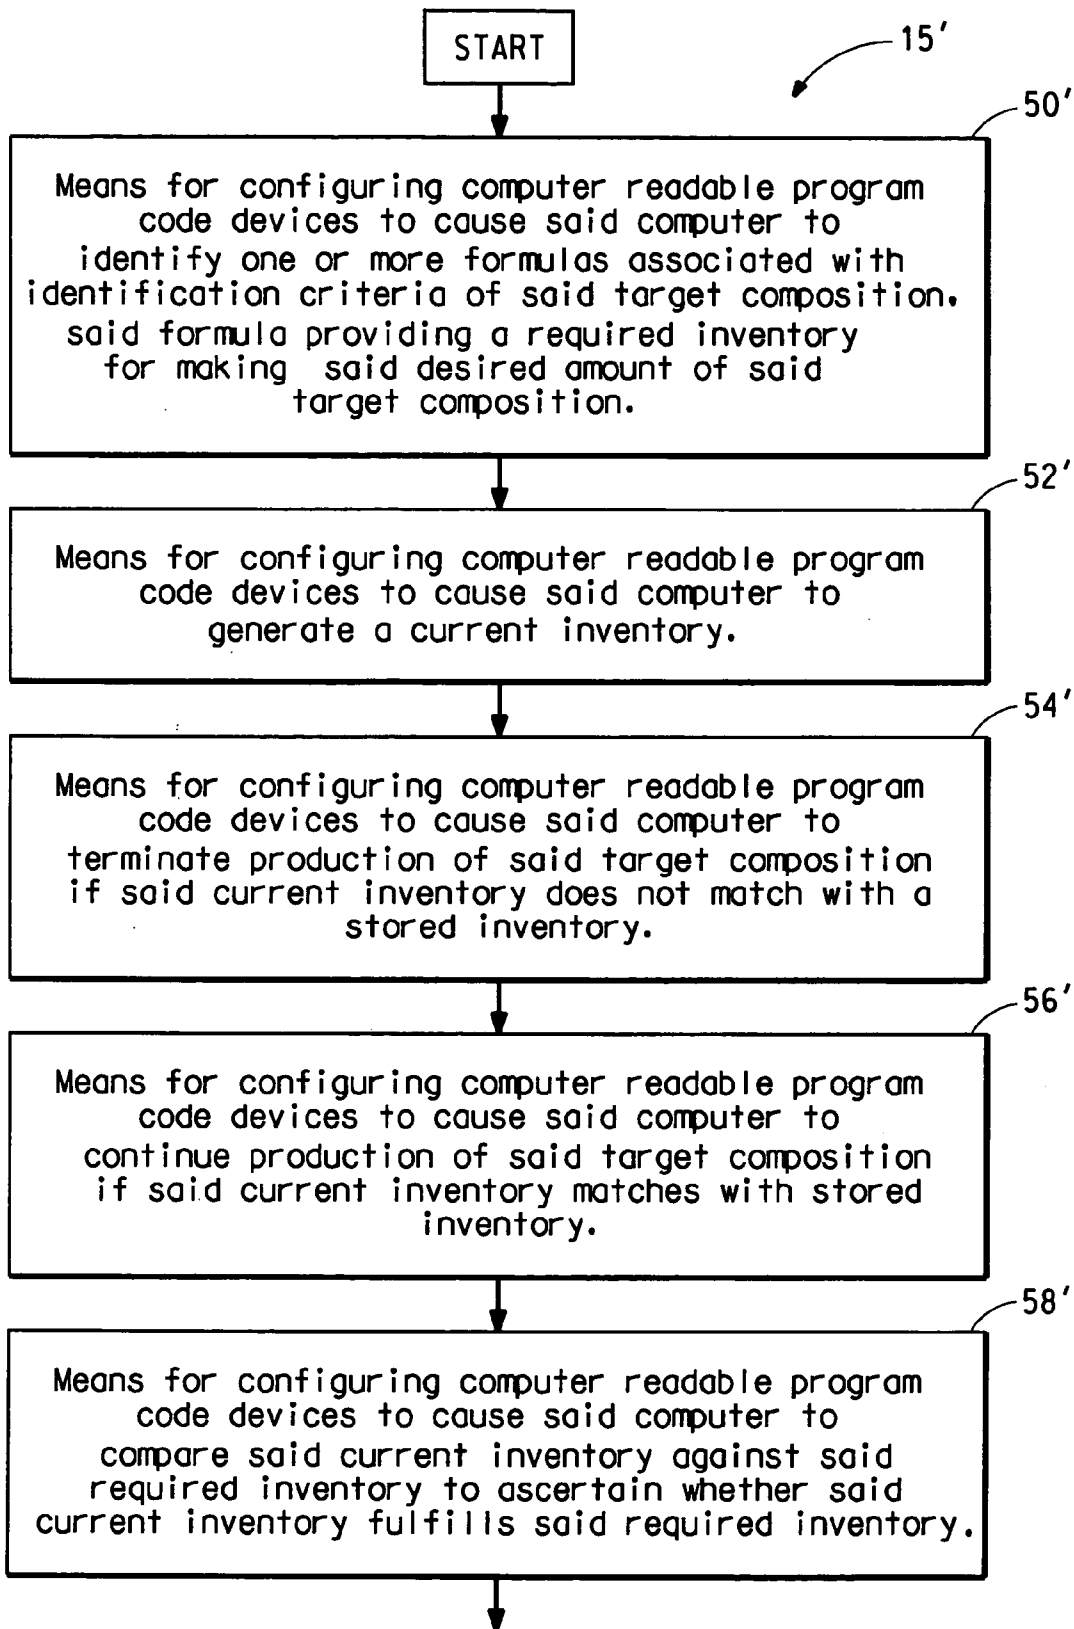 START
15'
50'
Means for configuring computer readable program
code devices to cause said computer to
identify one or more formulas associated with
identification criteria of said target composition.
said formula providing a required inventory
for making said desired amount of said
target composition.
52'
Means for configuring computer readable program
code devices to cause said computer to
generate a current inventory.
54'
Means for configuring computer readable program
code devices to cause said computer to
terminate production of said target composition
if said current inventory does not match with a
stored inventory.
56'
Means for configuring computer readable program
code devices to cause said computer to
continue production of said target composition
if said current inventory matches with stored
inventory.
58'
Means for configuring computer readable program
code devices to cause said computer to
compare said current inventory against said
required inventory to ascertain whether said
current inventory fulfills said required inventory.